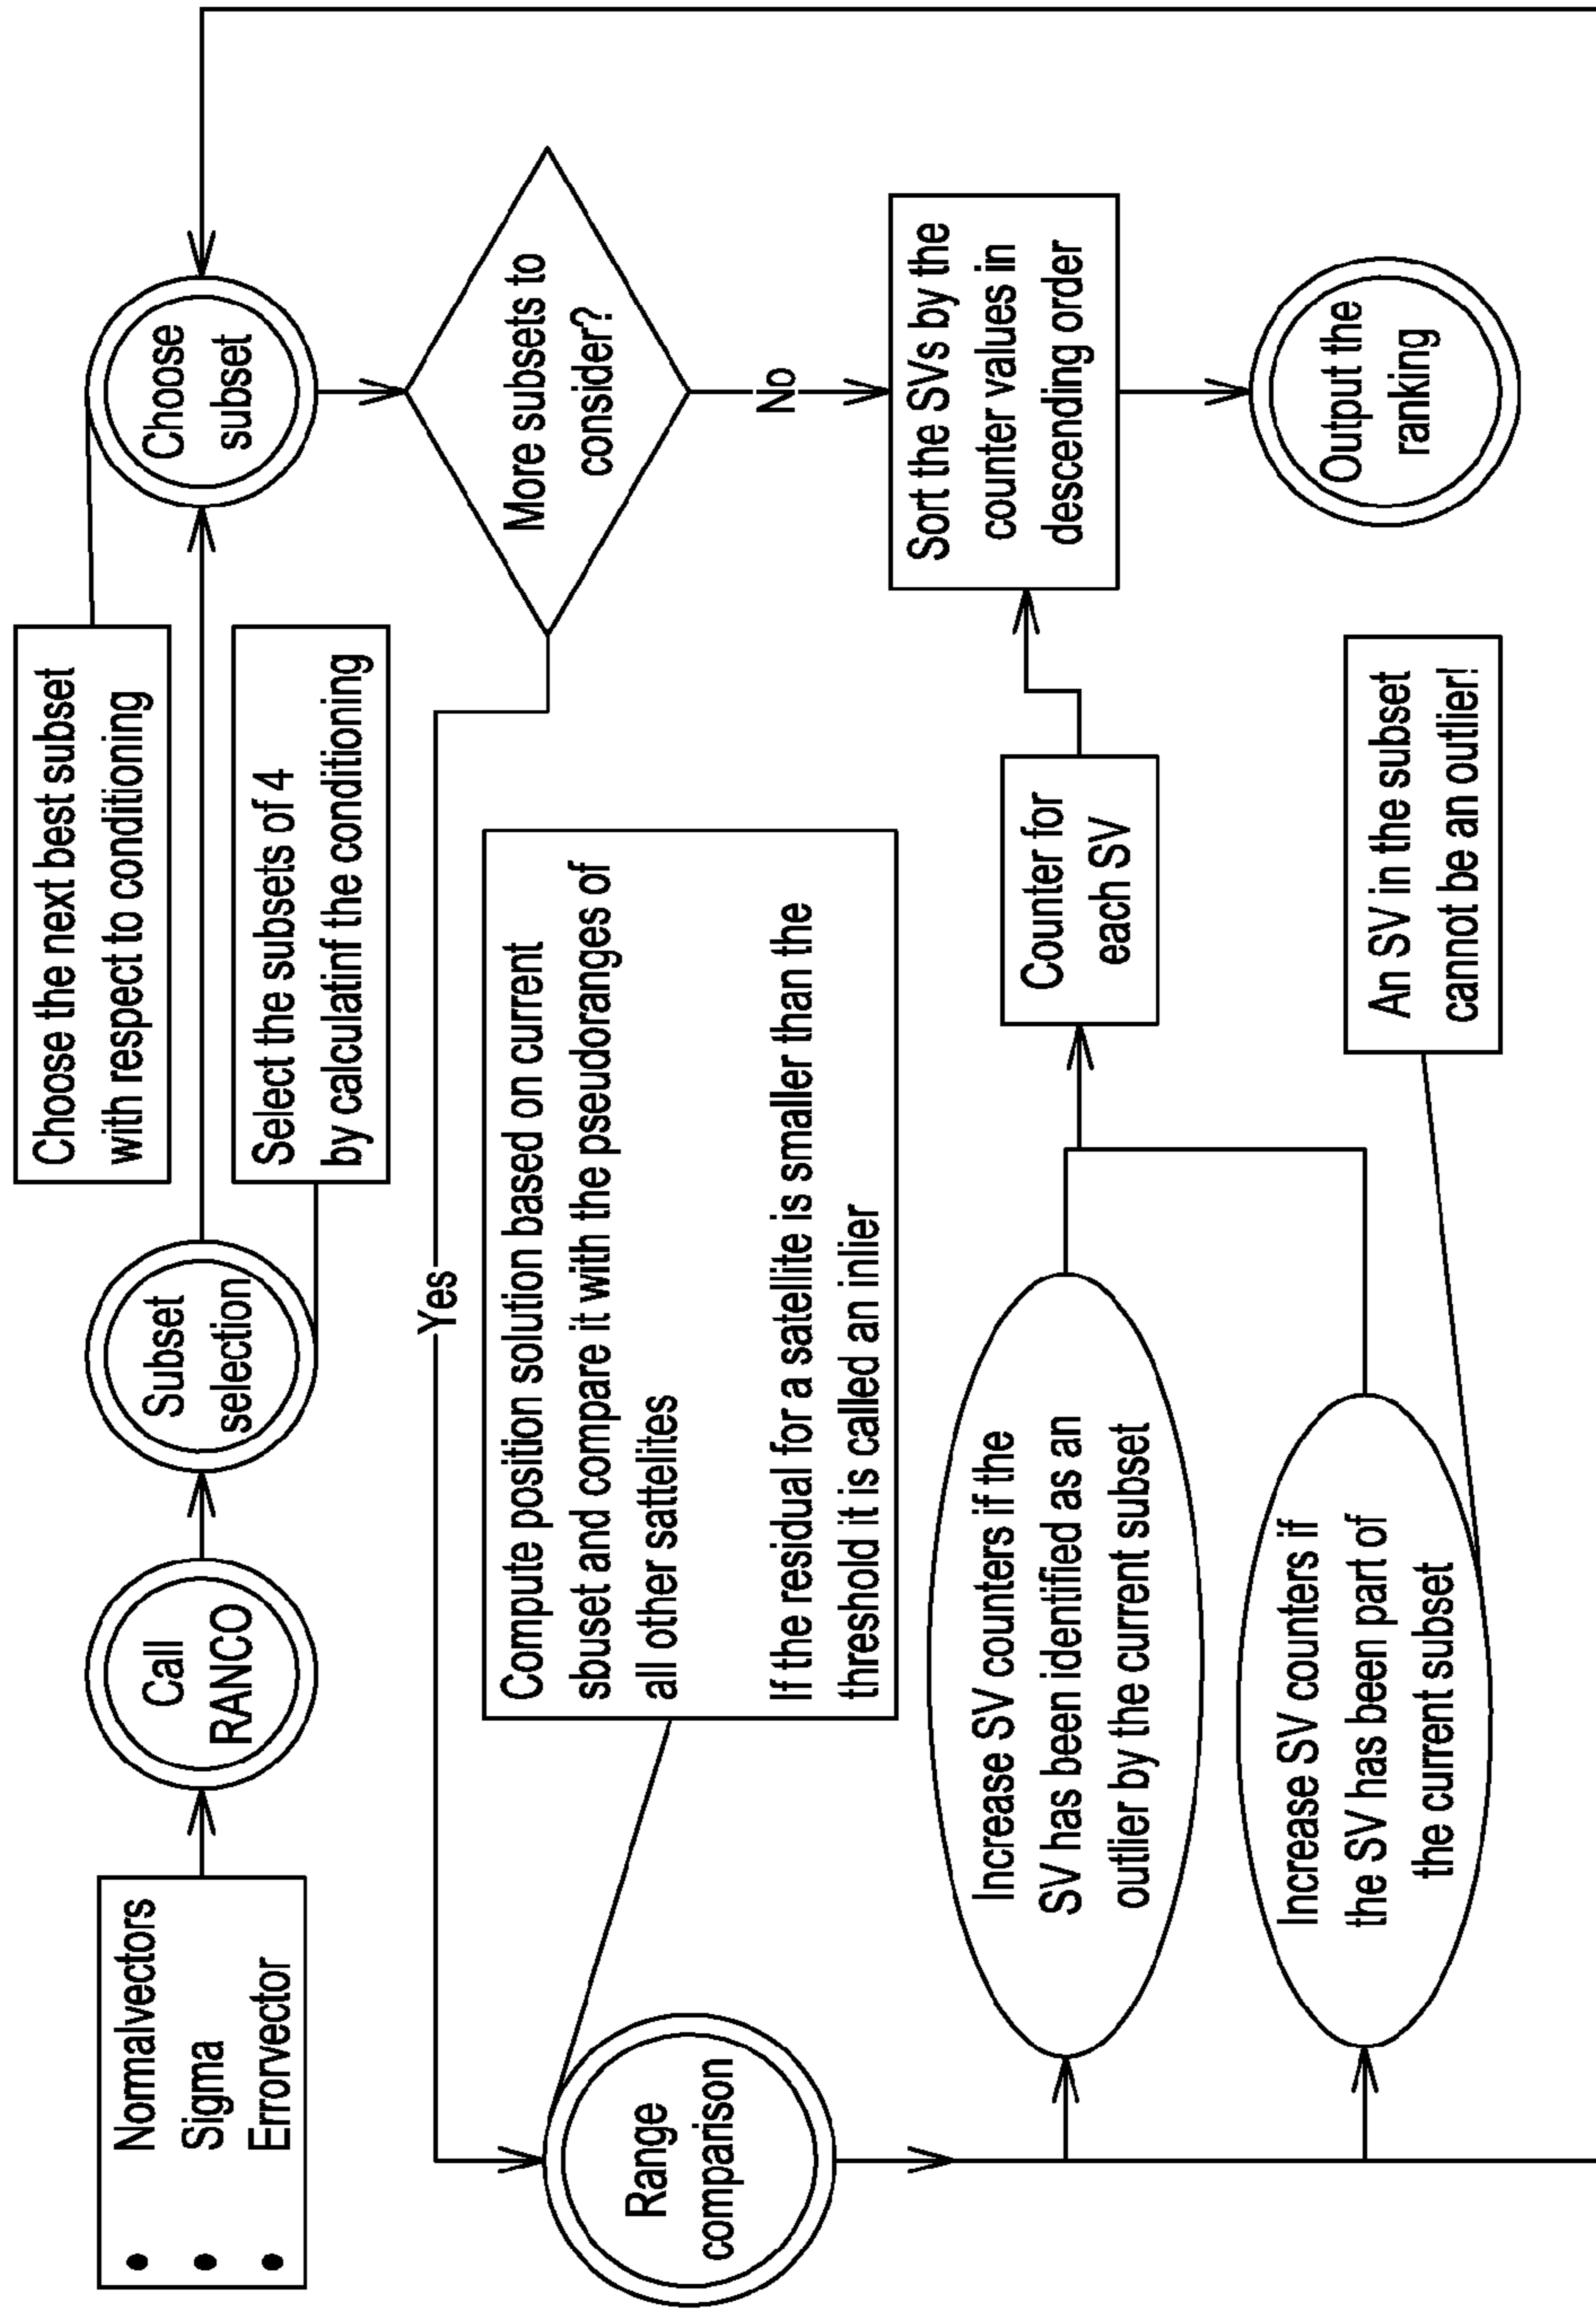 Normalvectors
Sigma
Errorvector
Call
RANCO
Subset
selection
Choose the next best subset
with respect to conditioning
Select the subsets of 4
by calculatinf the conditioning
Choose
subset
More subsets to
consider?
Yes
No
Range
comparison
Compute position solution based on current
sbuset and compare it with the pseudoranges of
all other sattelites
If the residual for a satellite is smaller than the
threshold it is called an inlier
Increase SV counters if the
SV has been identified as an
outlier by the current subset
Increase SV counters if
the SV has been part of
the current subset
Counter for
each SV
An SV in the subset
cannot be an outlier!
Sort the SVs by the
counter values in
descending order
Output the
ranking